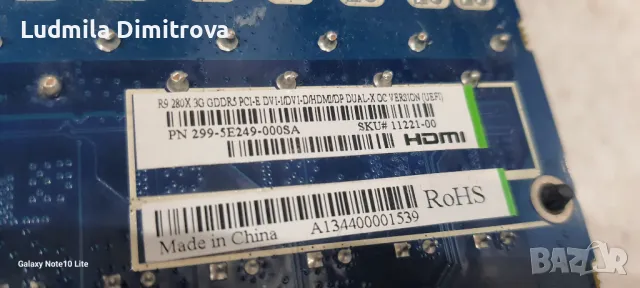 Ludmila Dimitrova
R9 280X 3G GDDR5 PCI-E DVI-I/DVI-D/HDMI/DP DUAL-X OC VERSION (UEFI)
PN 299-5E249-000SA SKU# 11221-00
HDMI
RoHS
Made in China A134400001539
Galaxy Note10 Lite
BAZAR